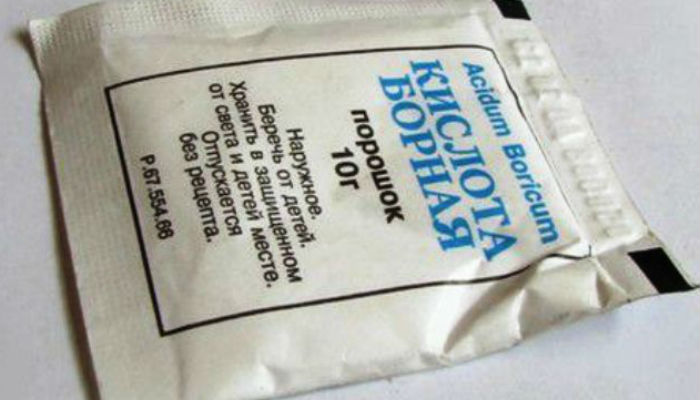 Acidum Boricum
КИСЛОТА
БОРНАЯ
порошок
10г
Наружное.
Беречь от детей.
Хранить в защищенном
от света и детей месте.
Отпускается
без рецепта.
Р.67.554.66